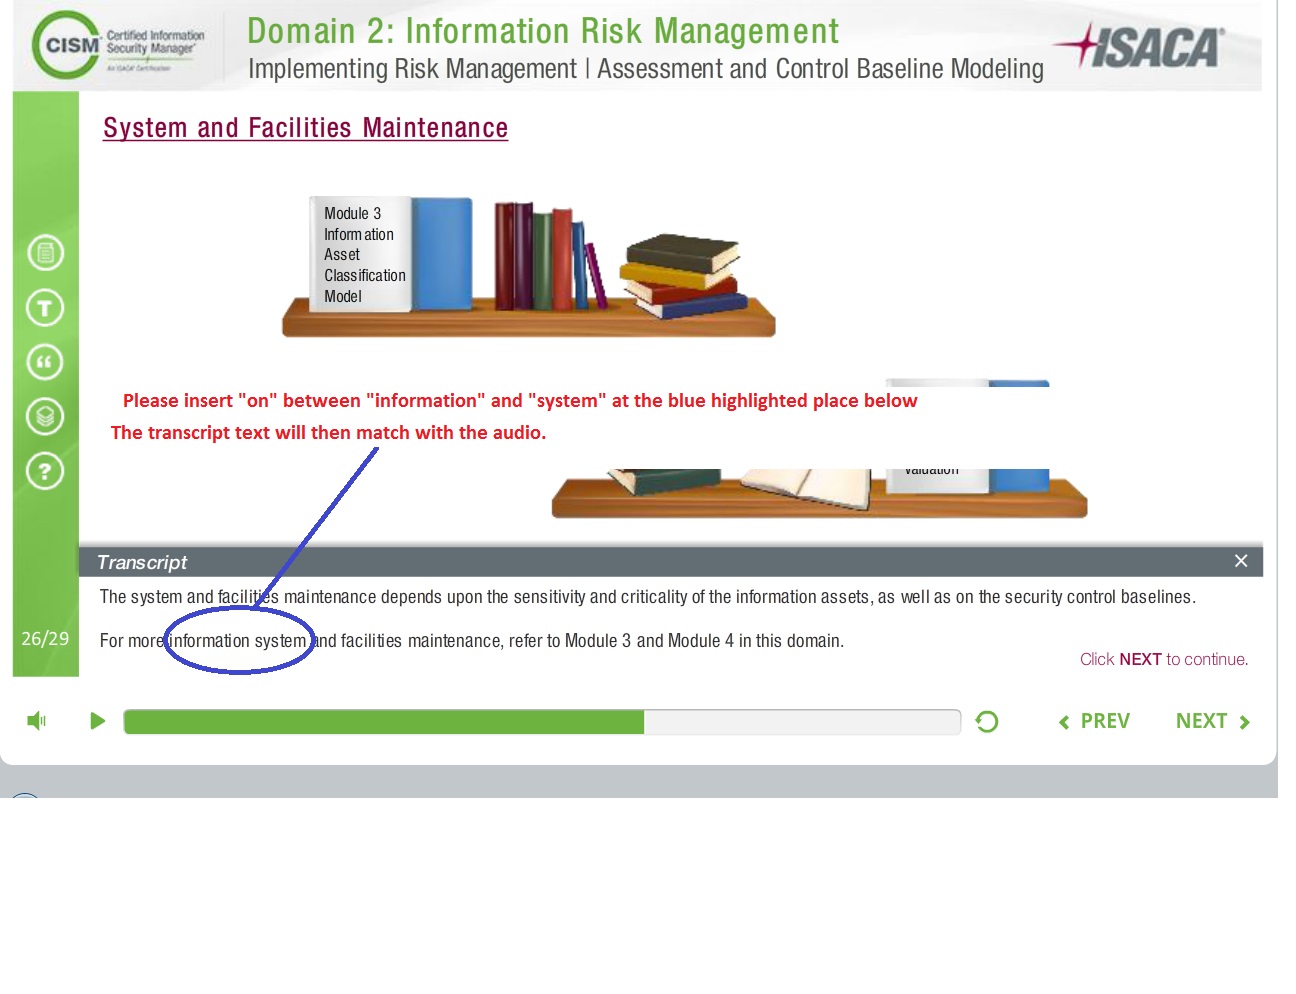 CISM
Certified Information
Security Manager
An ISACA Certification
Domain 2: Information Risk Management
Implementing Risk Management | Assessment and Control Baseline Modeling
ISACA
System and Facilities Maintenance
Module 3
Information
Asset
Classification
Model
Please insert "on" between "information" and "system" at the blue highlighted place below
The transcript text will then match with the audio.
Valuation
Transcript
The system and facilities maintenance depends upon the sensitivity and criticality of the information assets, as well as on the security control baselines.
26/29
For more information system and facilities maintenance, refer to Module 3 and Module 4 in this domain.
Click NEXT to continue.
PREV
NEXT